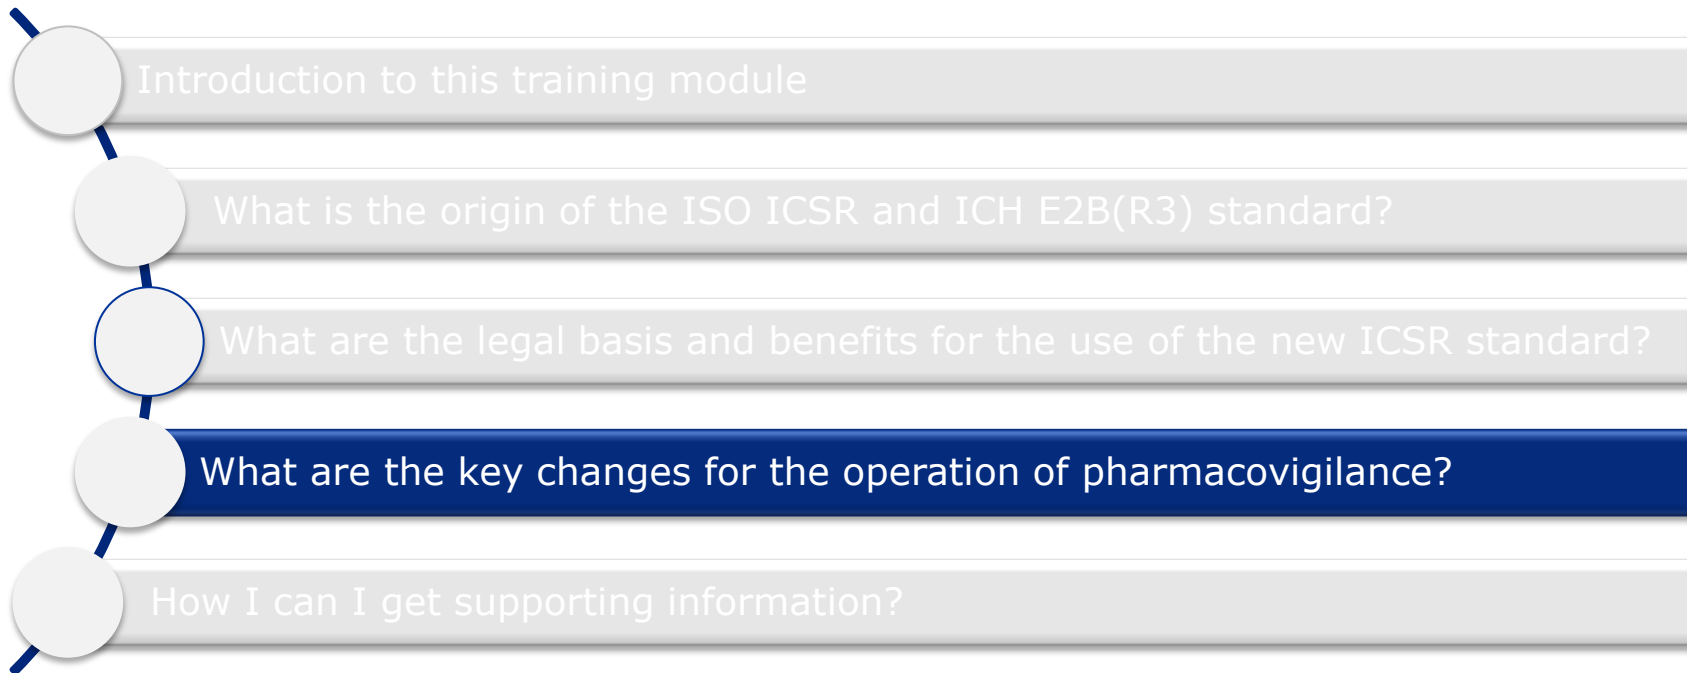 Introduction to this training module
What is the origin of the ISO ICSR and ICH E2B(R3) standard?
What are the legal basis and benefits for the use of the new ICSR standard?
What are the key changes for the operation of pharmacovigilance?
How I can I get supporting information?